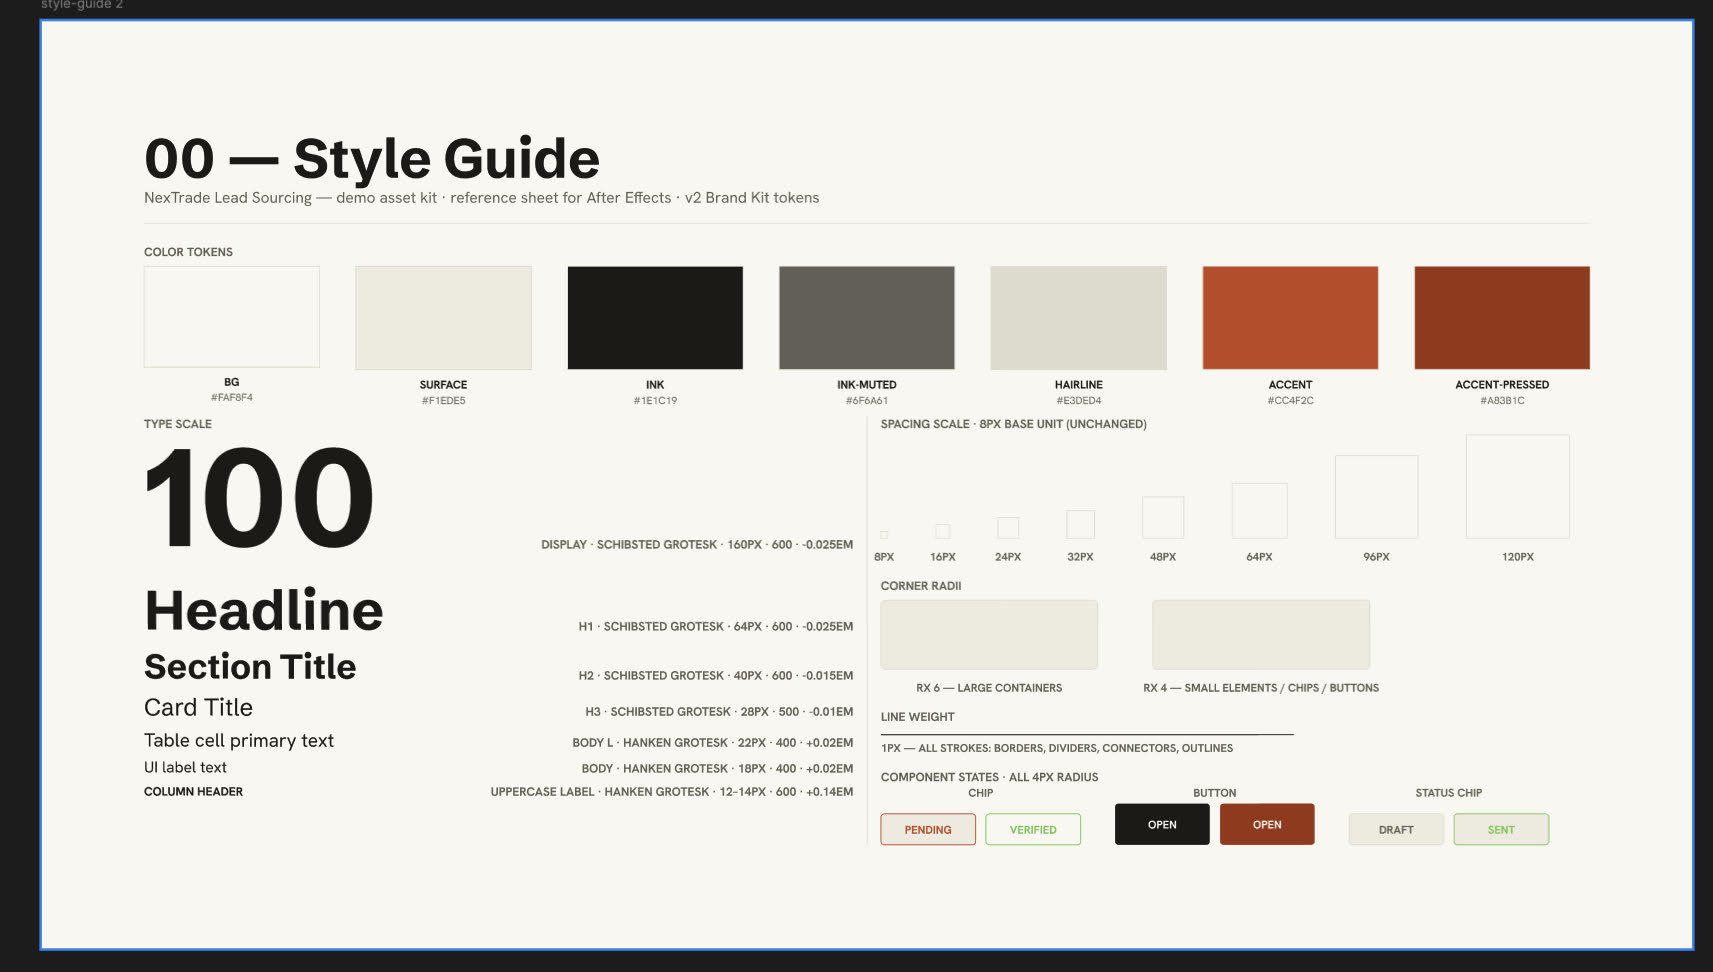 style-guide 2
00 — Style Guide
NexTrade Lead Sourcing — demo asset kit · reference sheet for After Effects · v2 Brand Kit tokens
COLOR TOKENS
BG
#FAF8F4
SURFACE
#F1EDE5
INK
#1E1C19
INK-MUTED
#6F6A61
HAIRLINE
#E3DED4
ACCENT
#CC4F2C
ACCENT-PRESSED
#A83B1C
TYPE SCALE
100
DISPLAY · SCHIBSTED GROTESK · 160PX · 600 · -0.025EM
Headline
H1 · SCHIBSTED GROTESK · 64PX · 600 · -0.025EM
Section Title
H2 · SCHIBSTED GROTESK · 40PX · 600 · -0.015EM
Card Title
H3 · SCHIBSTED GROTESK · 28PX · 500 · -0.01EM
Table cell primary text
BODY L · HANKEN GROTESK · 22PX · 400 · +0.02EM
UI label text
BODY · HANKEN GROTESK · 18PX · 400 · +0.02EM
COLUMN HEADER
UPPERCASE LABEL · HANKEN GROTESK · 12–14PX · 600 · +0.14EM
SPACING SCALE · 8PX BASE UNIT (UNCHANGED)
8PX
16PX
24PX
32PX
48PX
64PX
96PX
120PX
CORNER RADII
RX 6 — LARGE CONTAINERS
RX 4 — SMALL ELEMENTS / CHIPS / BUTTONS
LINE WEIGHT
1PX — ALL STROKES: BORDERS, DIVIDERS, CONNECTORS, OUTLINES
COMPONENT STATES · ALL 4PX RADIUS
CHIP
PENDING
VERIFIED
BUTTON
OPEN
OPEN
STATUS CHIP
DRAFT
SENT